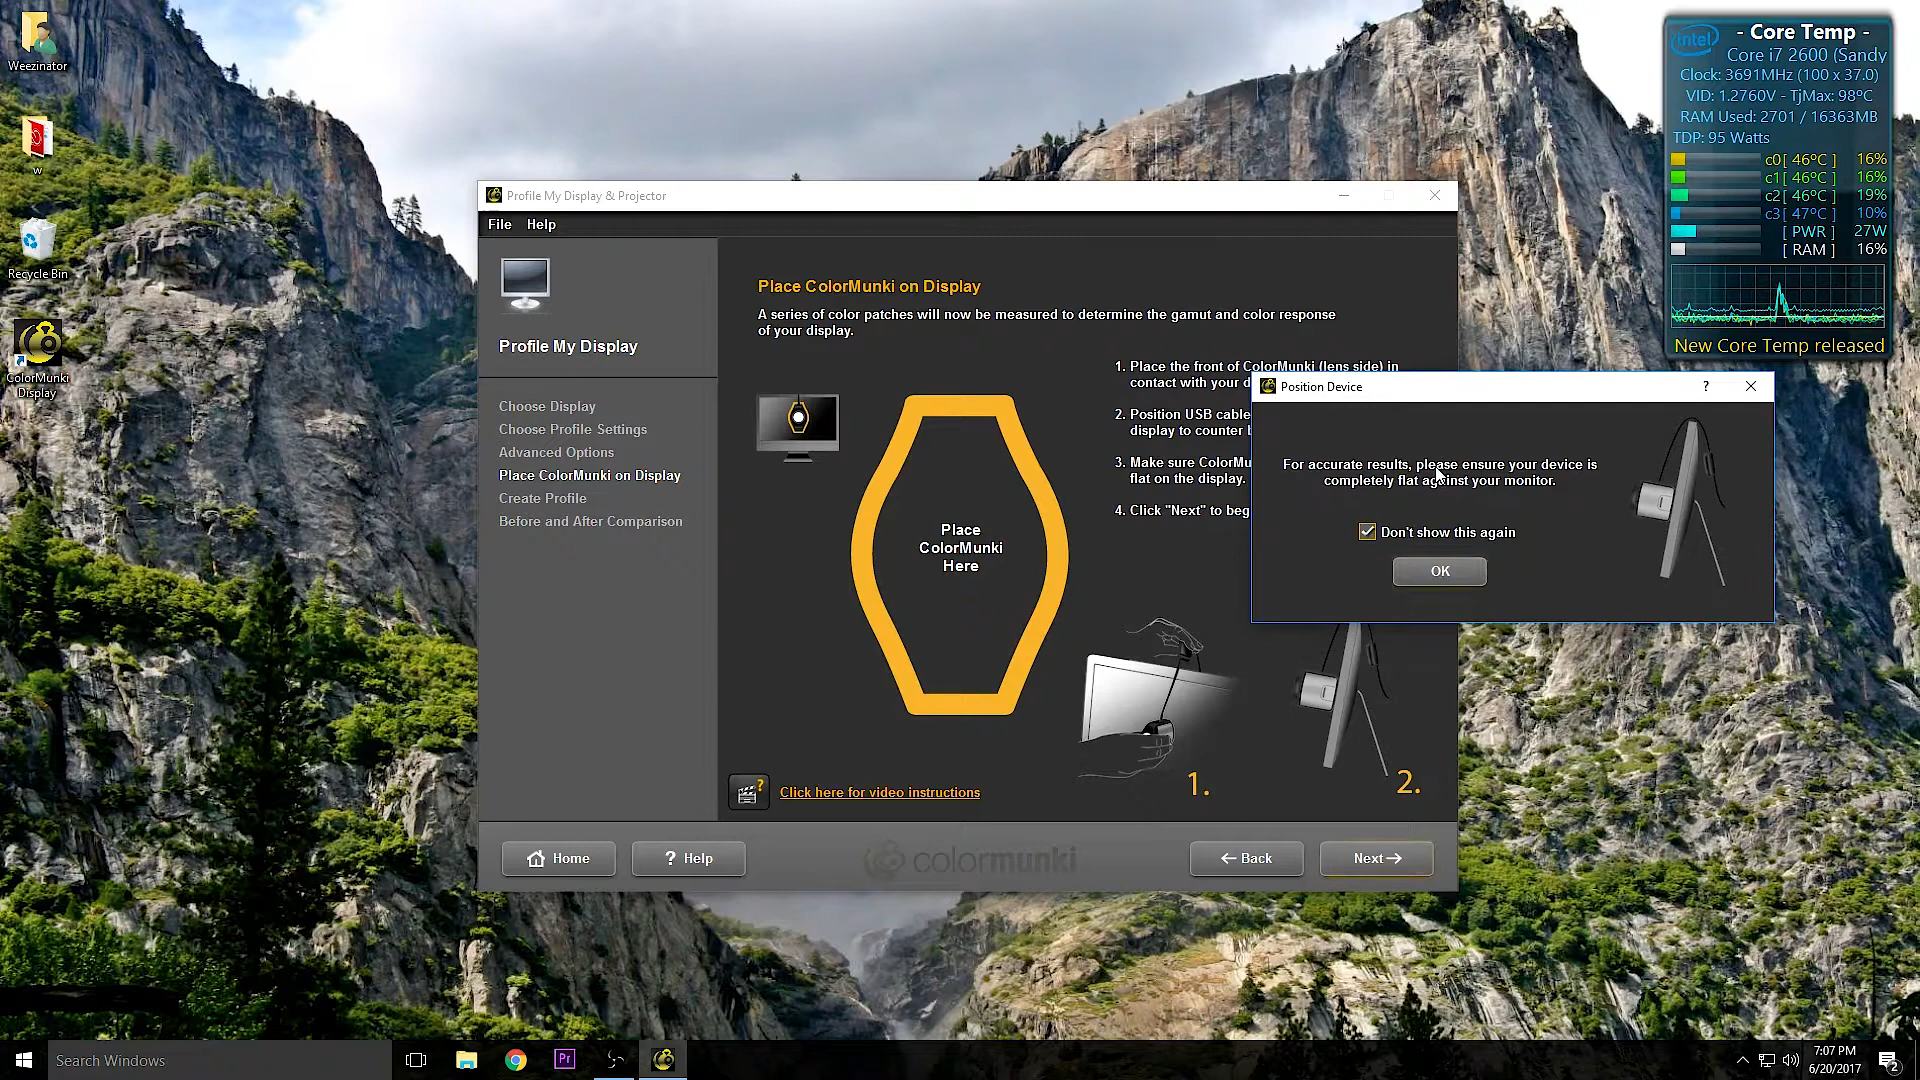 Weezinator
w
Recycle Bin
ColorMunki
Display
Profile My Display & Projector
File Help
Profile My Display
Choose Display
Choose Profile Settings
Advanced Options
Place ColorMunki on Display
Create Profile
Before and After Comparison
Place ColorMunki on Display
A series of color patches will now be measured to determine the gamut and color response
of your display.
Place
ColorMunki
Here
1. Place the front of ColorMunki (lens side) in
contact with your d
2. Position USB cable
display to counter b
3. Make sure ColorMu
flat on the display.
4. Click "Next" to beg
1.
2.
? Click here for video instructions
Home
? Help
colormunki
Back
Next
Position Device
?
For accurate results, please ensure your device is
completely flat against your monitor.
Don't show this again
OK
intel
- Core Temp -
Core i7 2600 (Sandy
Clock: 3691MHz (100 x 37.0)
VID: 1.2760V - TjMax: 98ºC
RAM Used: 2701 / 16363MB
TDP: 95 Watts
c0[ 46ºC ] 16%
c1[ 46ºC ] 16%
c2[ 46ºC ] 19%
c3[ 47ºC ] 10%
[ PWR ] 27W
[ RAM ] 16%
New Core Temp released
Search Windows
Pr
7:07 PM
6/20/2017
2